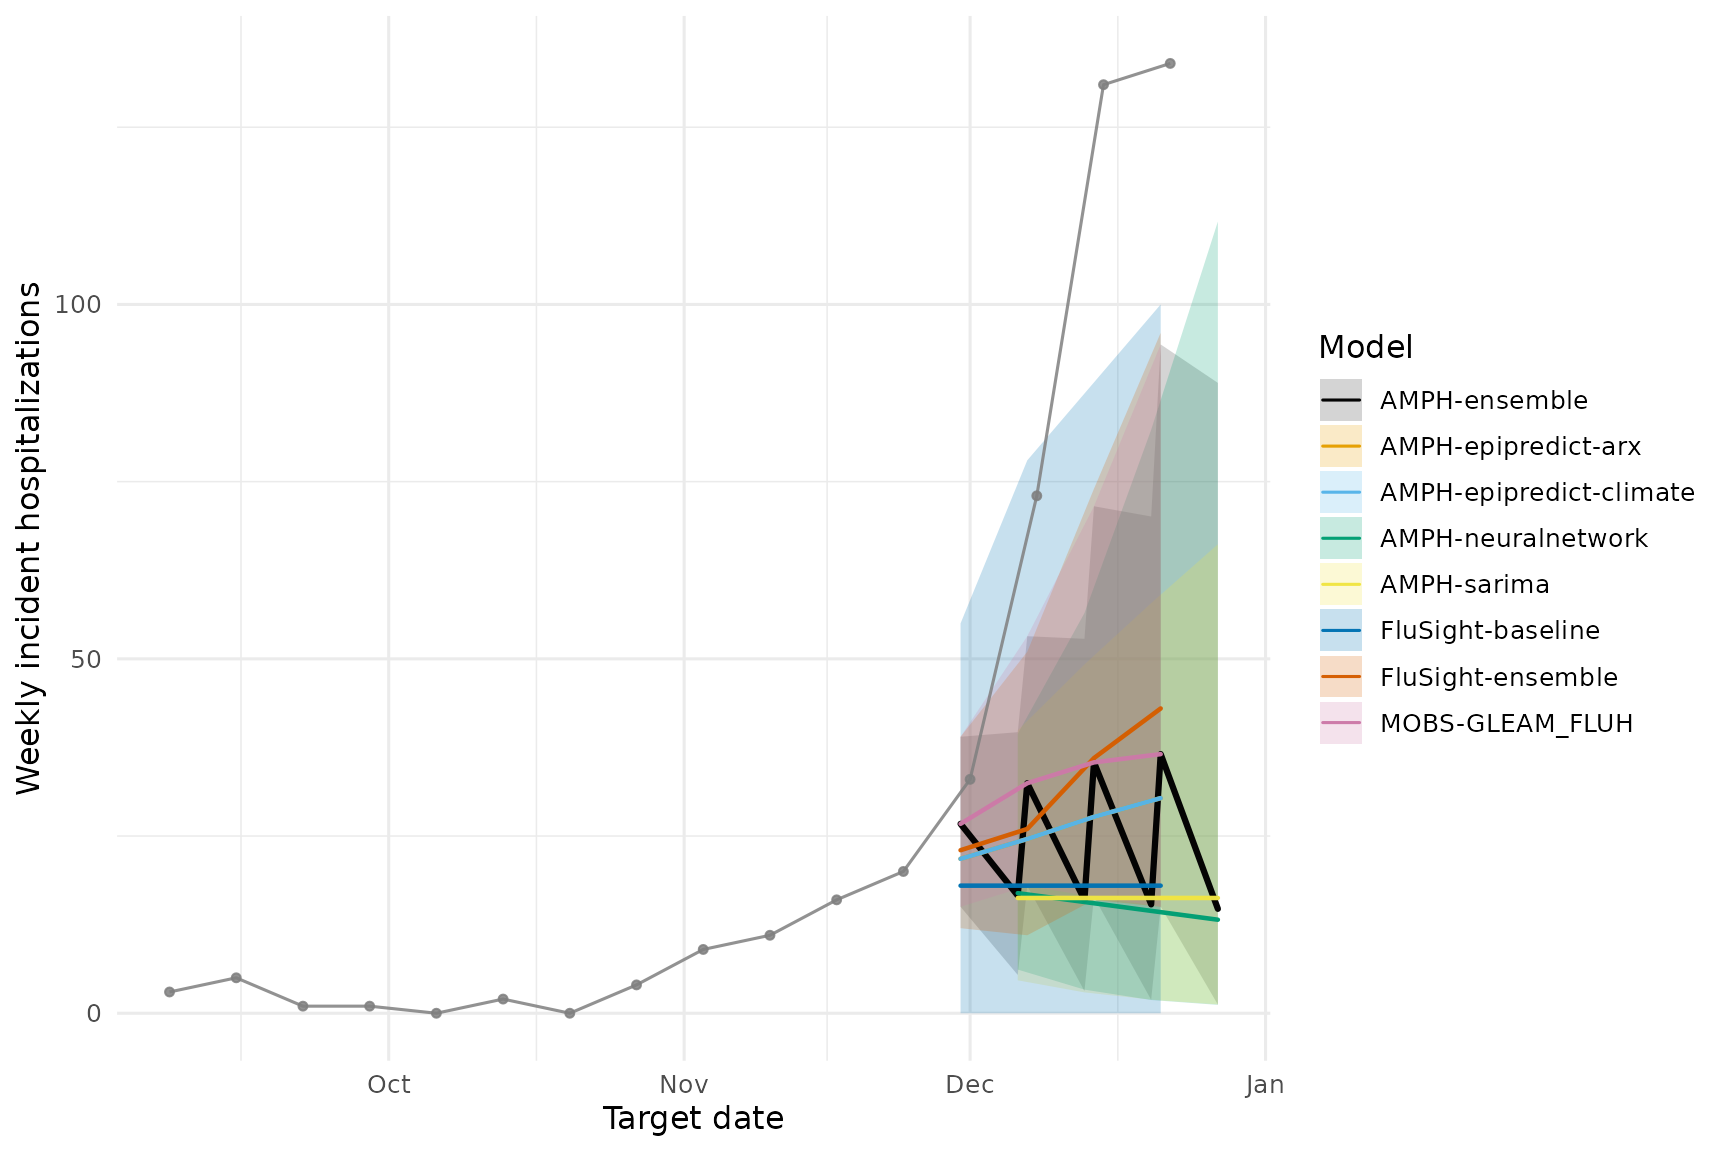 Weekly incident hospitalizations
100
50
0
Oct
Nov
Dec
Jan
Target date
Model
AMPH-ensemble
AMPH-epipredict-arx
AMPH-epipredict-climate
AMPH-neuralnetwork
AMPH-sarima
FluSight-baseline
FluSight-ensemble
MOBS-GLEAM_FLUH